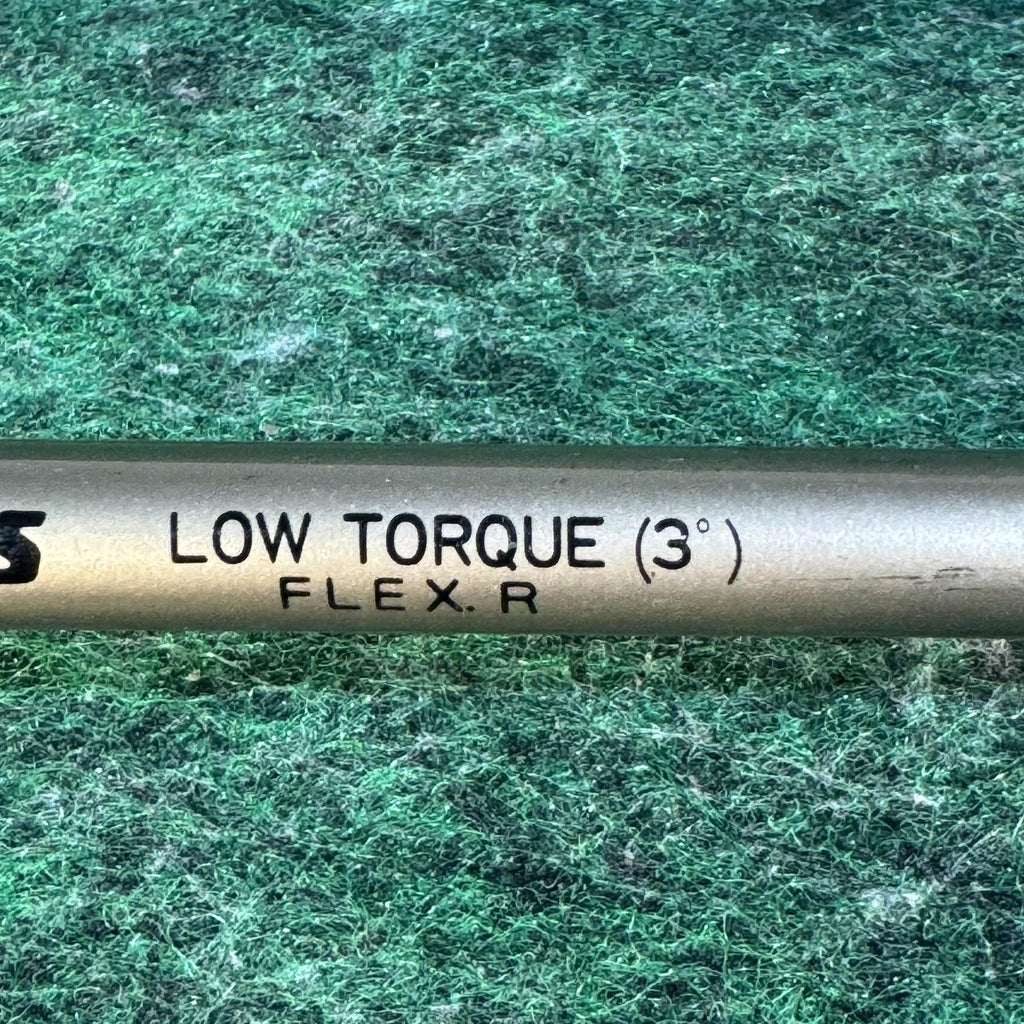 S LOW TORQUE (3°)
FLEX. R